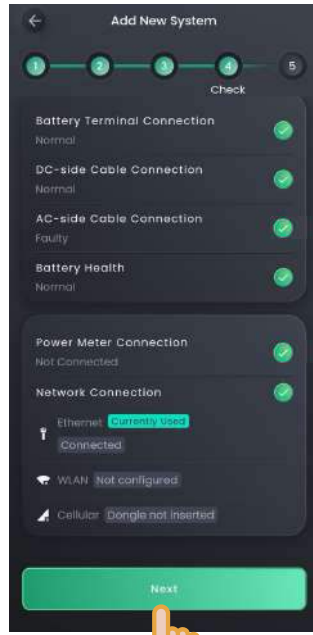 Add New System
1 2 3 4 5
Check
Battery Terminal Connection
Normal
DC-side Cable Connection
Normal
AC-side Cable Connection
Faulty
Battery Health
Normal
Power Meter Connection
Not Connected
Network Connection
Ethernet Currently Used
Connected
WLAN Not configured
Cellular Dongle not inserted
Next